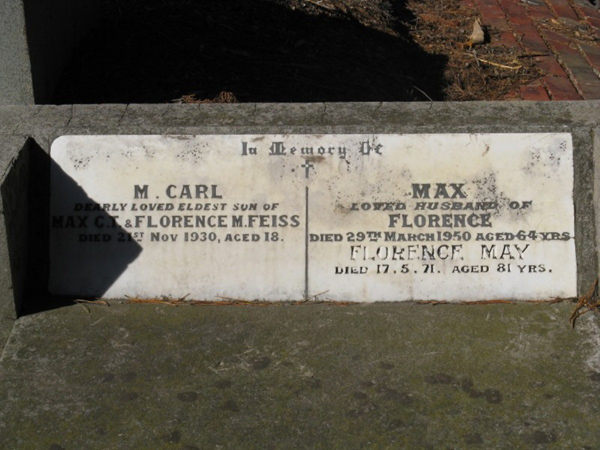 In Memory Of
M. CARL
DEARLY LOVED ELDEST SON OF
MAX C.T. & FLORENCE M. FEISS
DIED 21ST NOV 1930, AGED 18.
MAX
LOVED HUSBAND OF
FLORENCE
DIED 29TH MARCH 1950 AGED 64 YRS
FLORENCE MAY
DIED 17.5.71. AGED 81 YRS.